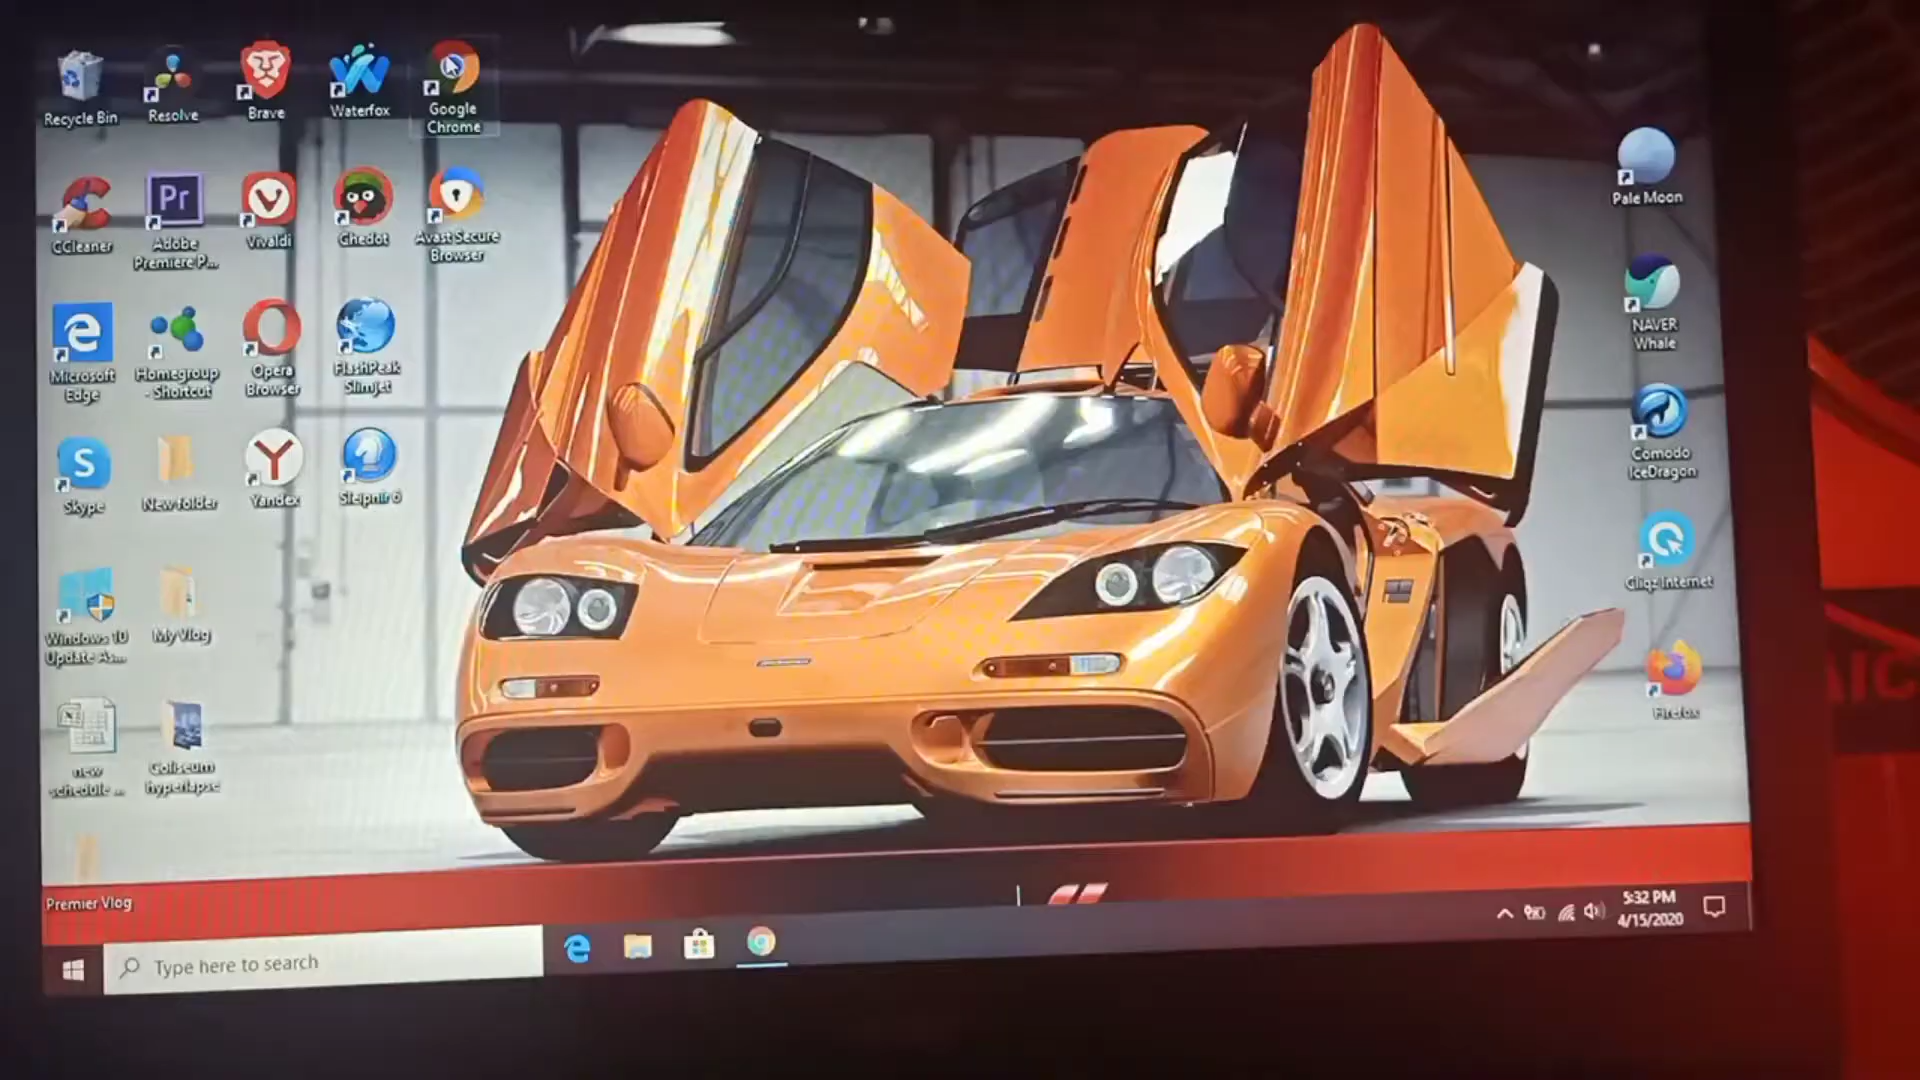 Recycle Bin
Resolve
Brave
Waterfox
Google
Chrome
CCleaner
Pr
Adobe
Premiere P...
Vivaldi
Chedot
Avast Secure
Browser
Microsoft
Edge
Homegroup
- Shortcut
Opera
Browser
FlashPeak
Slimjet
Skype
New folder
Yandex
Sleipnir 6
Windows 10
Update As...
My Vlog
new
schedule ...
Coliseum
hyperlapse
Premier Vlog
Pale Moon
NAVER
Whale
Comodo
IceDragon
Cliqz Internet
Firefox
Type here to search
5:32 PM
4/15/2020